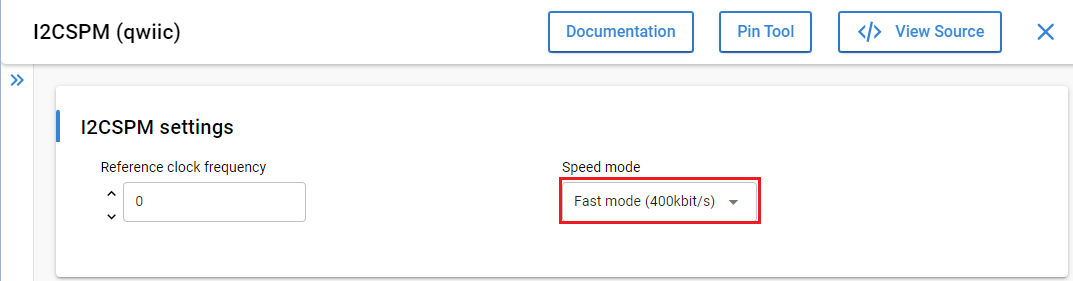 I2CSPM (qwiic)
Documentation
Pin Tool
</> View Source
I2CSPM settings
Reference clock frequency
Speed mode
0
Fast mode (400kbit/s)